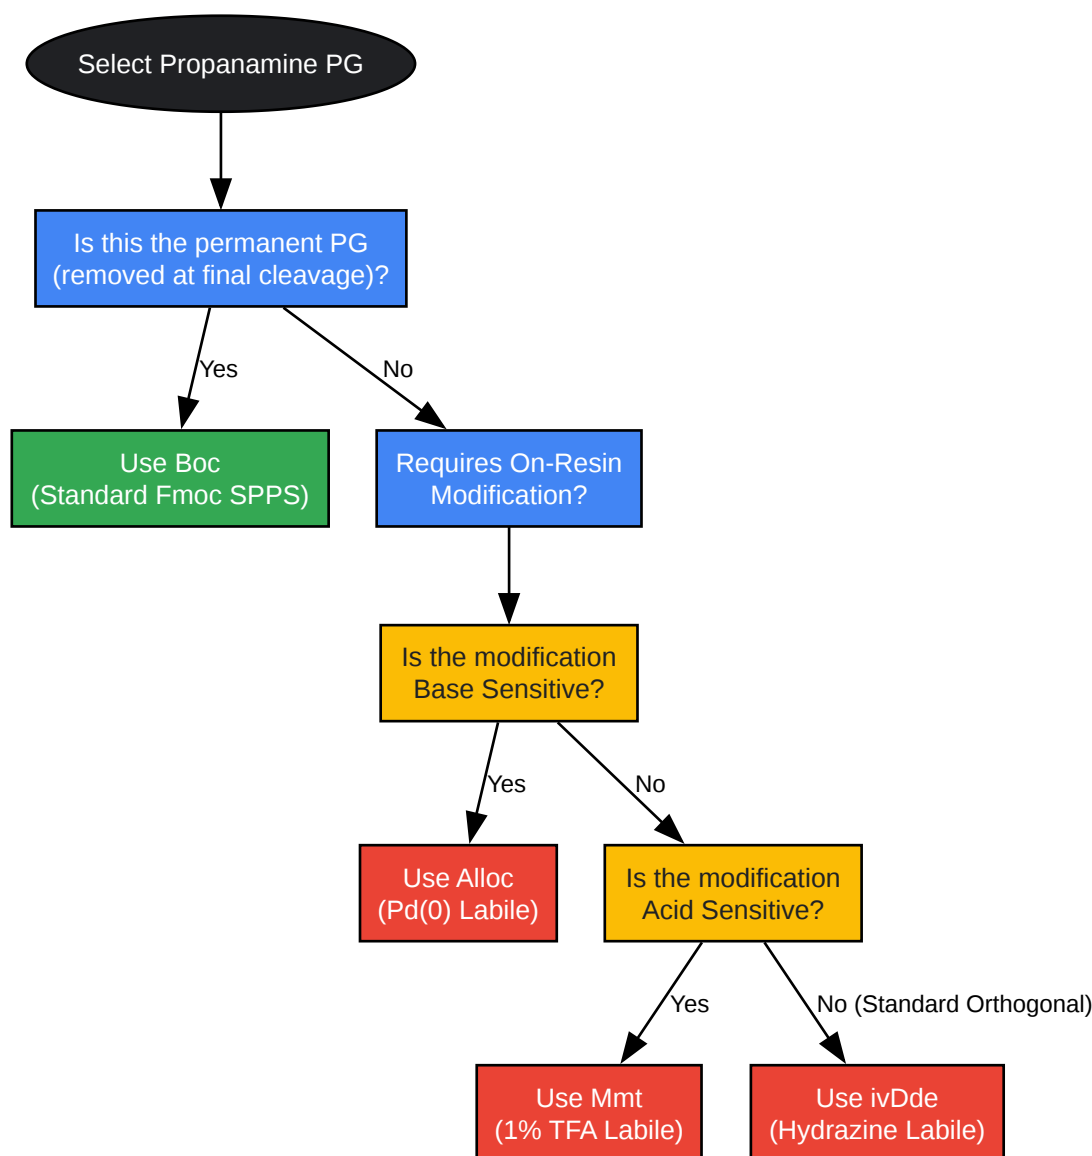 Select Propanamine PG
Is this the permanent PG
(removed at final cleavage)?
Yes
No
Use Boc
(Standard Fmoc SPPS)
Requires On-Resin
Modification?
Is the modification
Base Sensitive?
Yes
No
Use Alloc
(Pd(0) Labile)
Is the modification
Acid Sensitive?
Yes
No (Standard Orthogonal)
Use Mmt
(1% TFA Labile)
Use ivDde
(Hydrazine Labile)